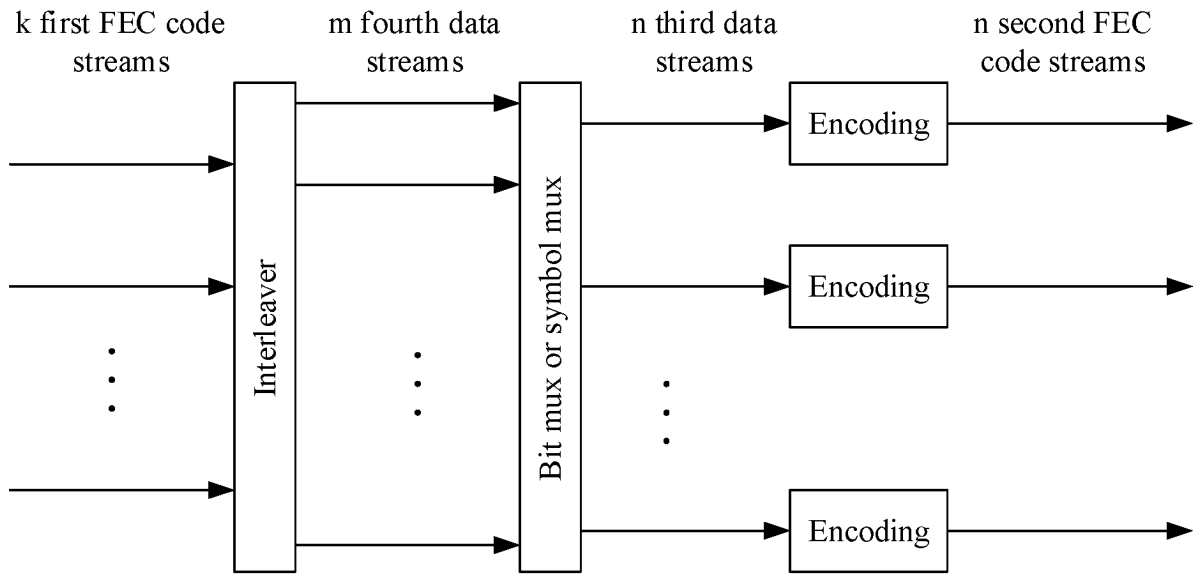 k first FEC code
streams
m fourth data
streams
n third data
streams
n second FEC
code streams
Interleaver
Bit mux or symbol mux
Encoding
Encoding
Encoding